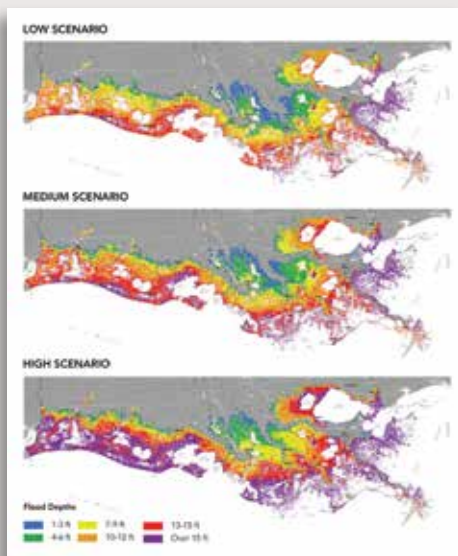 LOW SCENARIO
MEDIUM SCENARIO
HIGH SCENARIO
Flood Depths
1-3 ft 7-9 ft 13-15 ft
4-6 ft 10-12 ft Over 15 ft